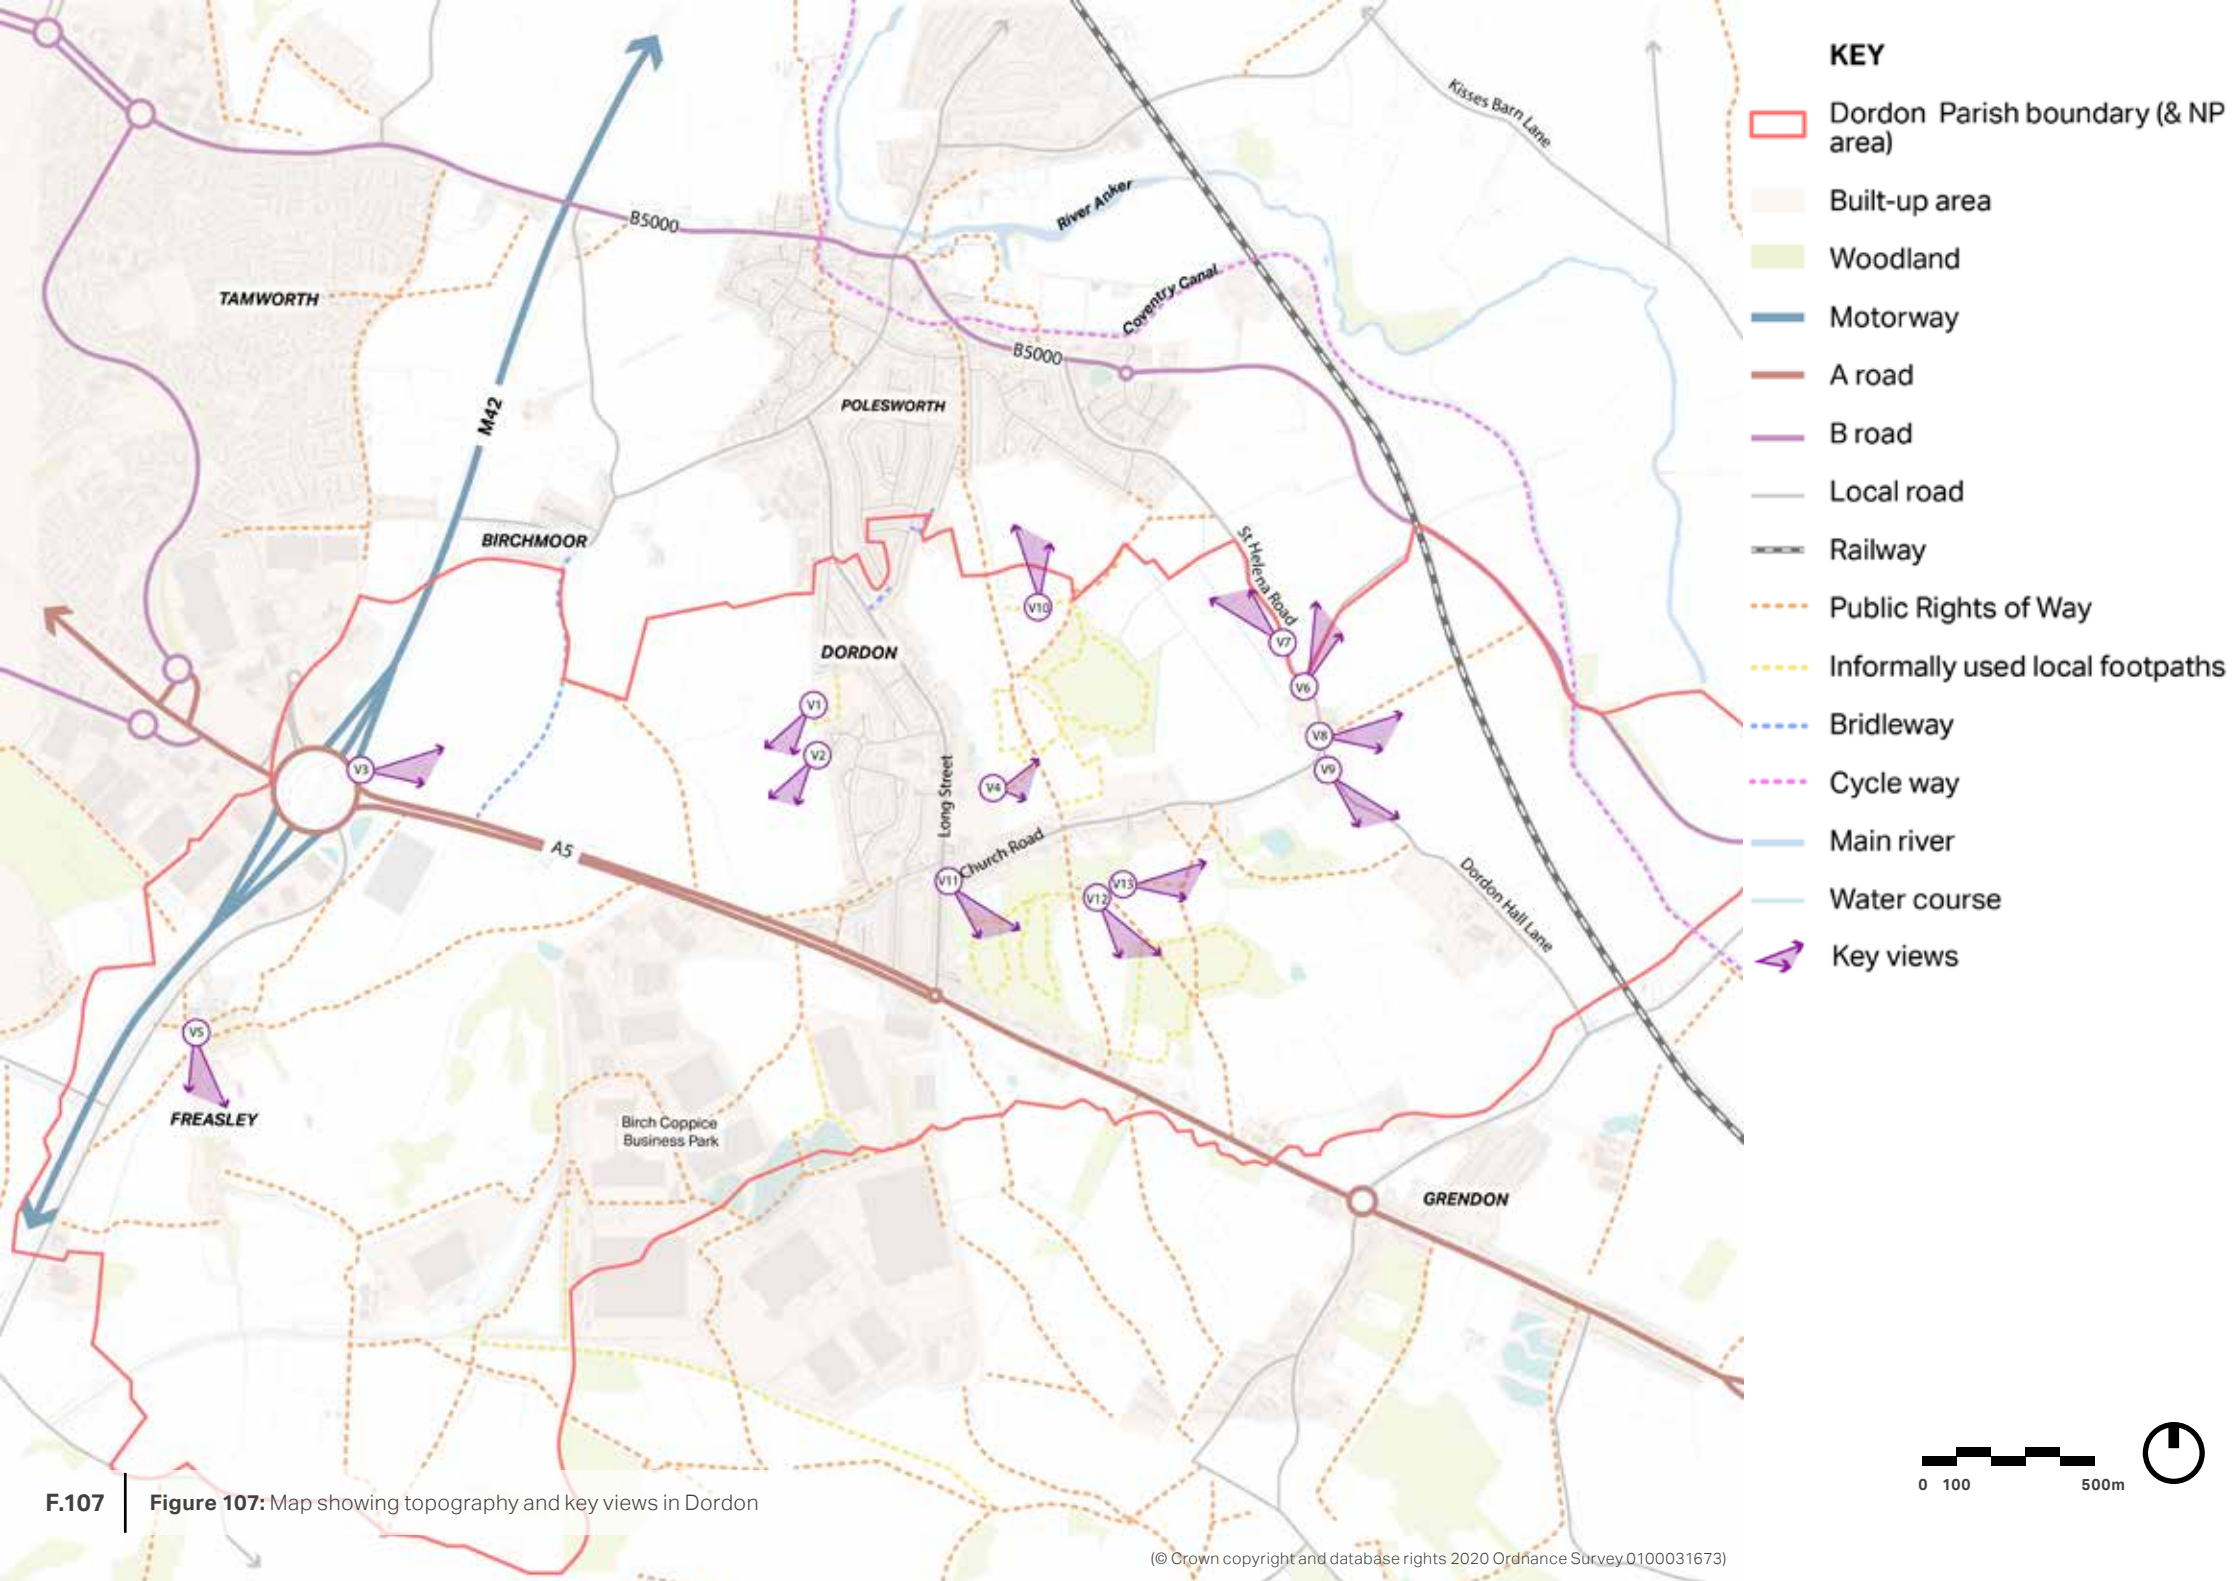 Kisses Barn Lane
River Anker
B5000
Coventry Canal
TAMWORTH
B5000
M42
POLESWORTH
BIRCHMOOR
St Helena Road
V10
V7
DORDON
V6
V1
V8
V2
V3
V9
Long Street
V4
A5
Church Road
V11
V13
V12
Dordon Hall Lane
V5
FREASLEY
Birch Coppice
Business Park
GRENDON
KEY
Dordon Parish boundary (& NP
area)
Built-up area
Woodland
Motorway
A road
B road
Local road
Railway
Public Rights of Way
Informally used local footpaths
Bridleway
Cycle way
Main river
Water course
Key views
0 100 500m
F.107
Figure 107: Map showing topography and key views in Dordon
(© Crown copyright and database rights 2020 Ordnance Survey 0100031673)